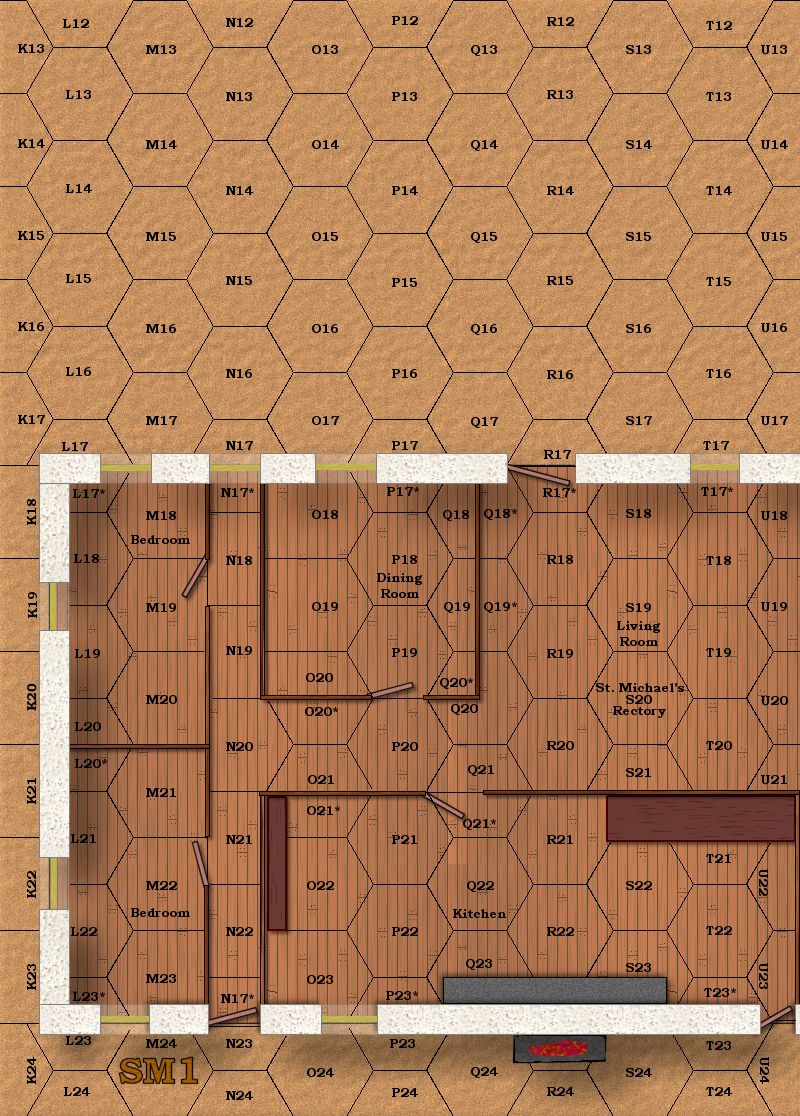 L12 N12 P12 R12 T12
K13 M13 O13 Q13 S13 U13
L13 N13 P13 R13 T13
K14 M14 O14 Q14 S14 U14
L14 N14 P14 R14 T14
K15 M15 O15 Q15 S15 U15
L15 N15 P15 R15 T15
K16 M16 O16 Q16 S16 U16
L16 N16 P16 R16 T16
K17 M17 O17 Q17 S17 U17
L17 N17 P17 R17 T17
L17* N17* P17* R17* T17*
K18 M18 O18 Q18 Q18* S18 U18
Bedroom
L18 N18 P18 R18 T18
Dining
Room
K19 M19 O19 Q19 Q19* S19 U19
Living
Room
L19 N19 P19 R19 T19
O20 Q20*
St. Michael's
K20 M20 S20 U20
Rectory
O20* Q20
L20 N20 P20 R20 T20
L20* O21 Q21 S21 U21
K21 M21 O21* Q21*
L21 N21 P21 R21 T21
K22 M22 O22 Q22 S22 U22
Bedroom Kitchen
L22 N22 P22 R22 T22
K23 M23 O23 Q23 S23 U23
L23* N17* P23* T23*
L23 M24 N23 P23 T23
K24 SM1 O24 Q24 S24 U24
L24 N24 P24 R24 T24